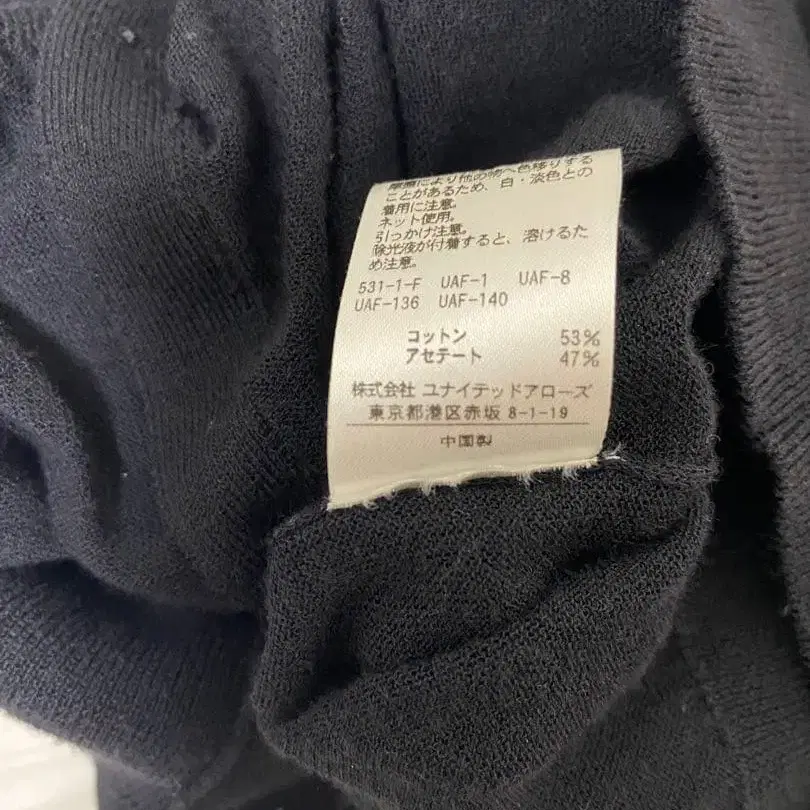 摩擦により他の物へ色移りする
ことがあるため、白・淡色との
着用に注意。
ネット使用。
引っかけ注意。
除光液が付着すると、溶けるた
め注意。
531-1-F UAF-1 UAF-8
UAF-136 UAF-140
コットン 53%
アセテート 47%
株式会社 ユナイテッドアローズ
東京都港区赤坂 8-1-19
中国製